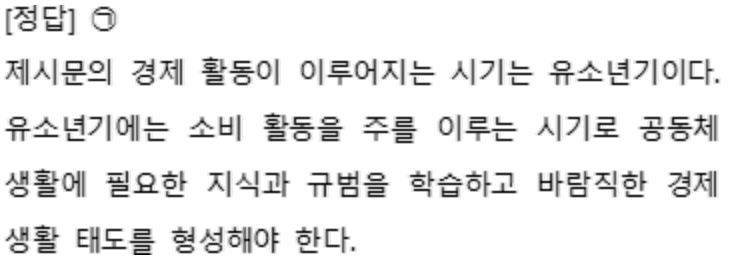 [정답] ㉠
제시문의 경제 활동이 이루어지는 시기는 유소년기이다.
유소년기에는 소비 활동을 주를 이루는 시기로 공동체
생활에 필요한 지식과 규범을 학습하고 바람직한 경제
생활 태도를 형성해야 한다.